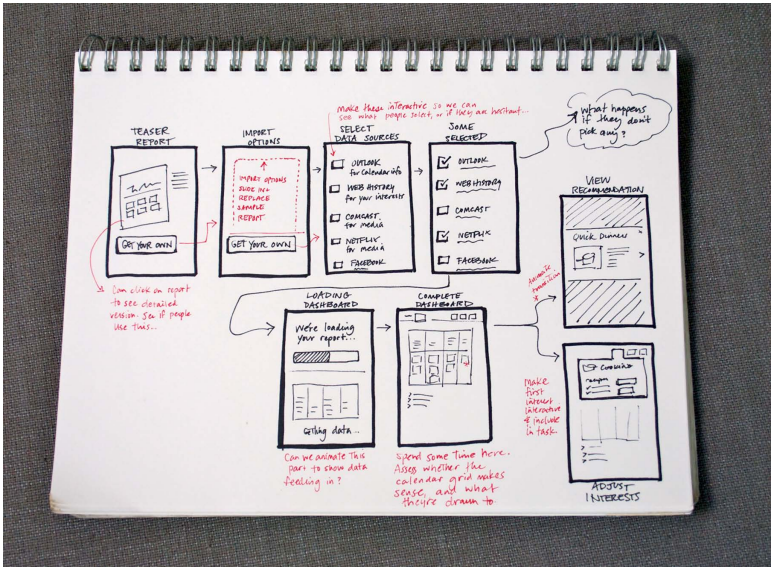 make these interactive so we can
see what people select, or if they are hesitant...
what happens
if they don't
pick any?
TEASER
REPORT
IMPORT
OPTIONS
SELECT
DATA SOURCES
SOME
SELECTED
VIEW
RECOMMENDATION
GET YOUR OWN
IMPORT OPTIONS
SLIDE IN &
REPLACE
SAMPLE
REPORT
GET YOUR OWN
OUTLOOK
for calendar info
WEB HISTORY
for your interests
COMCAST
for media
NETFLIX
for media
FACEBOOK
OUTLOOK
WEB HISTORY
COMCAST
NETFLIX
FACEBOOK
Quick Dinners
Can click on report
to see detailed
version. See if people
use this...
LOADING
DASHBOARD
We're loading
your report...
Getting data...
Can we animate this
part to show data
feeding in?
COMPLETE
DASHBOARD
Spend some time here.
Assess whether the
calendar grid makes
sense, and what
they're drawn to.
Animate
transition
Make
first
interest
interactive
& include
in task.
Cooking
ADJUST
INTERESTS